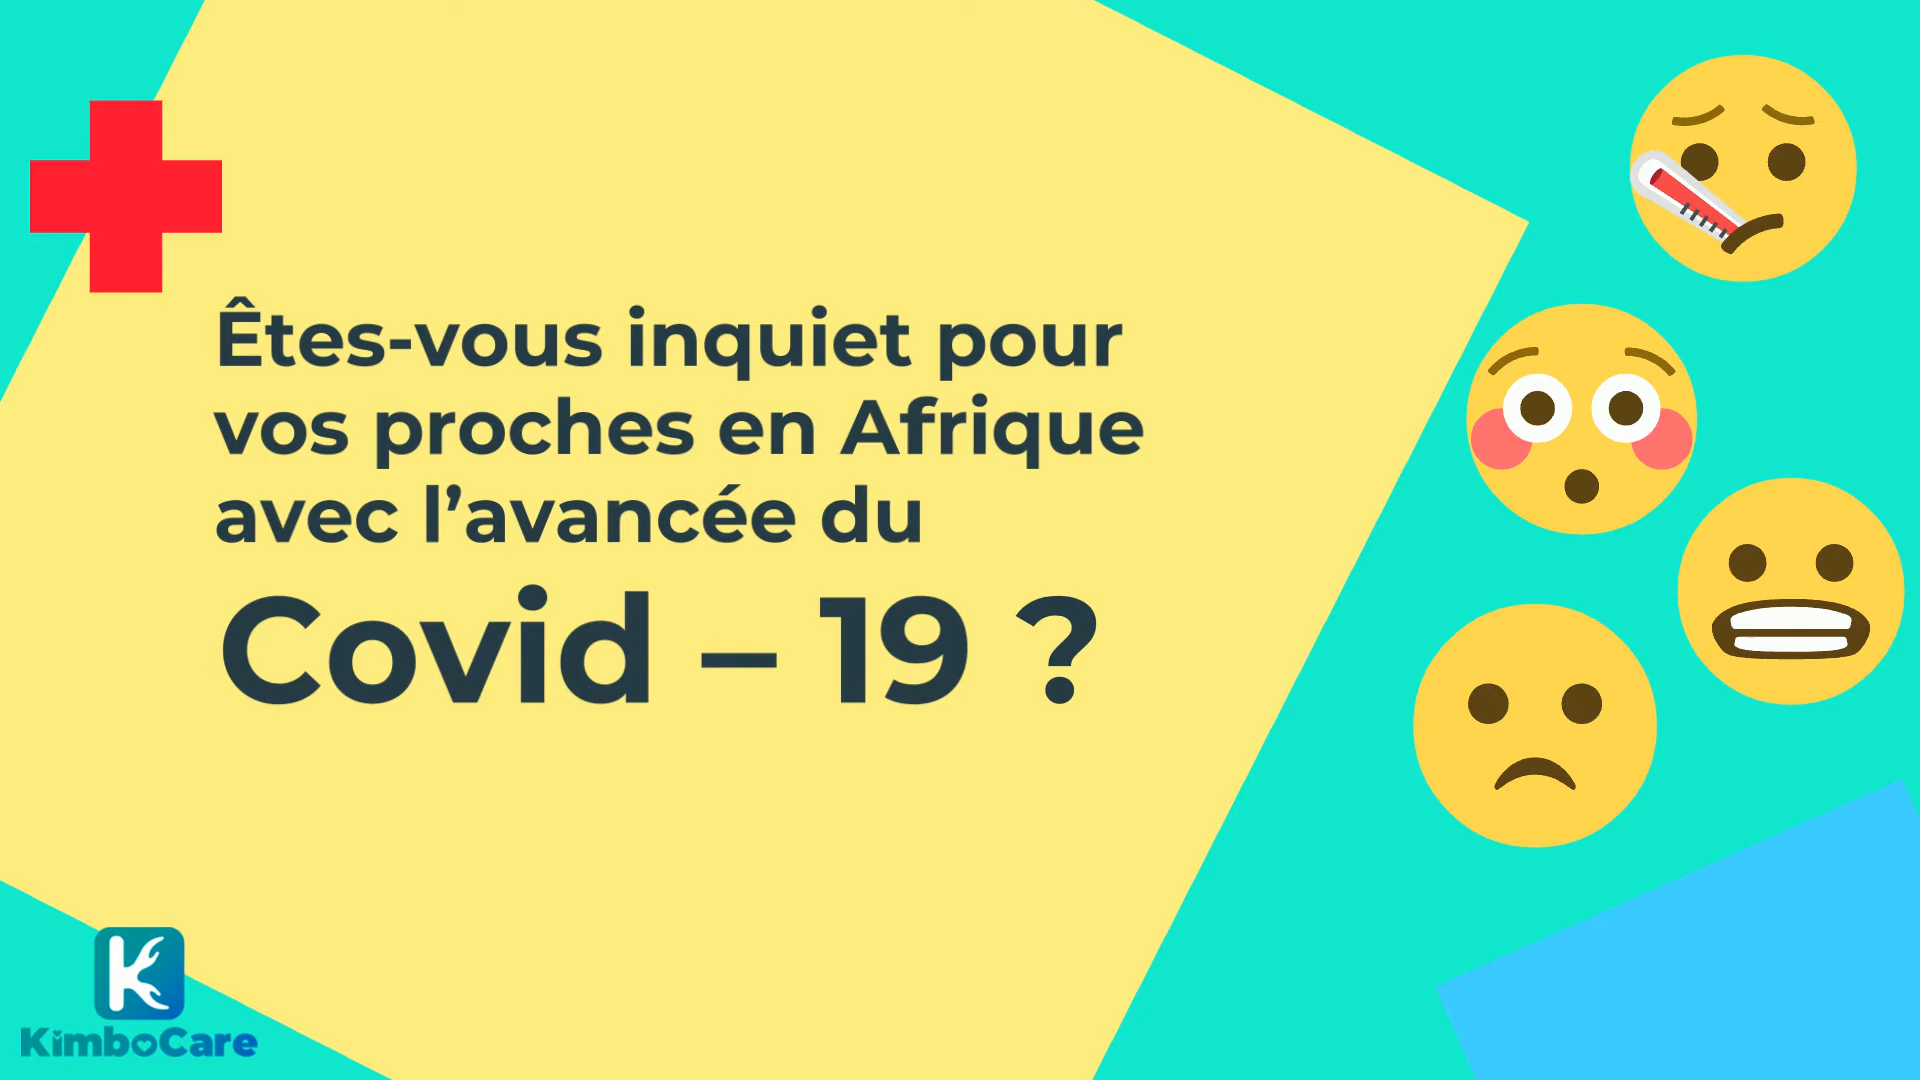 Êtes-vous inquiet pour
vos proches en Afrique
avec l’avancée du
Covid – 19 ?
KimboCare